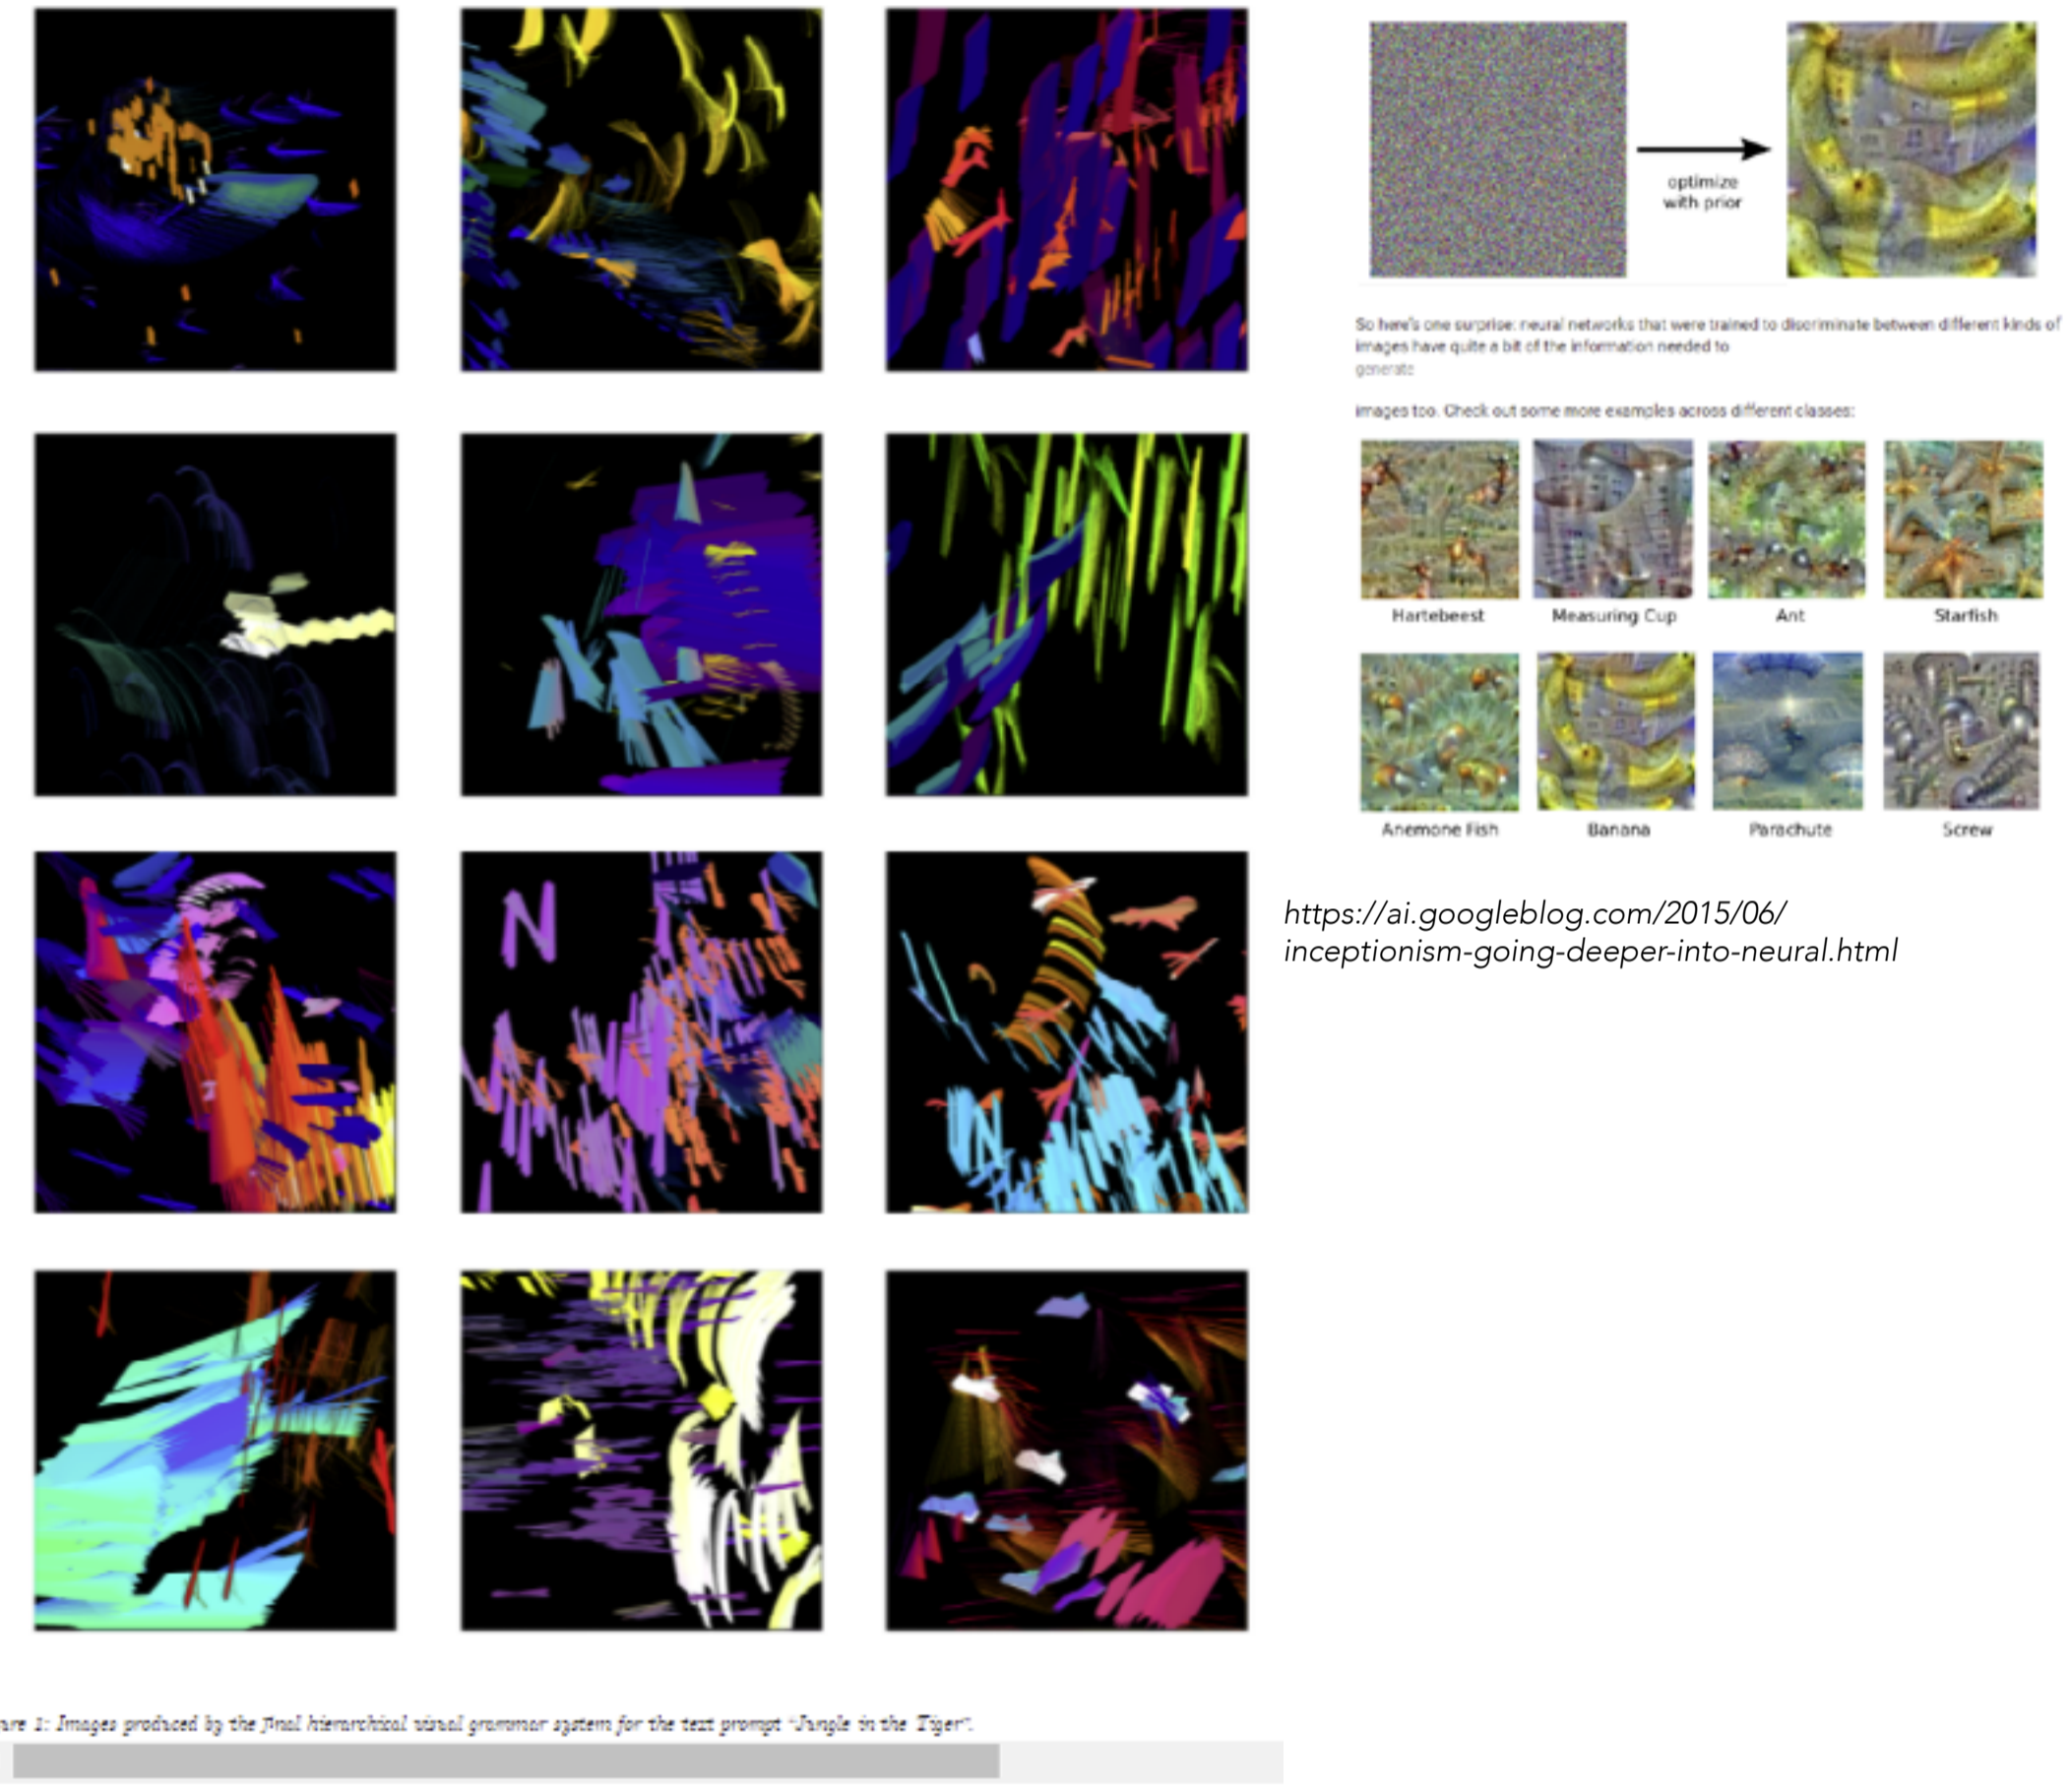 optimize
with prior
So here's one surprise: neural networks that were trained to discriminate between different kinds of
images have quite a bit of the information needed to
generate
images too. Check out some more examples across different classes:
Hartebeest
Measuring Cup
Ant
Starfish
Anemone Fish
Banana
Parachute
Screw
https://ai.googleblog.com/2015/06/
inceptionism-going-deeper-into-neural.html
N
ure 1: Images produced by the final hierarchical visual grammar system for the text prompt "Jungle in the Tiger".